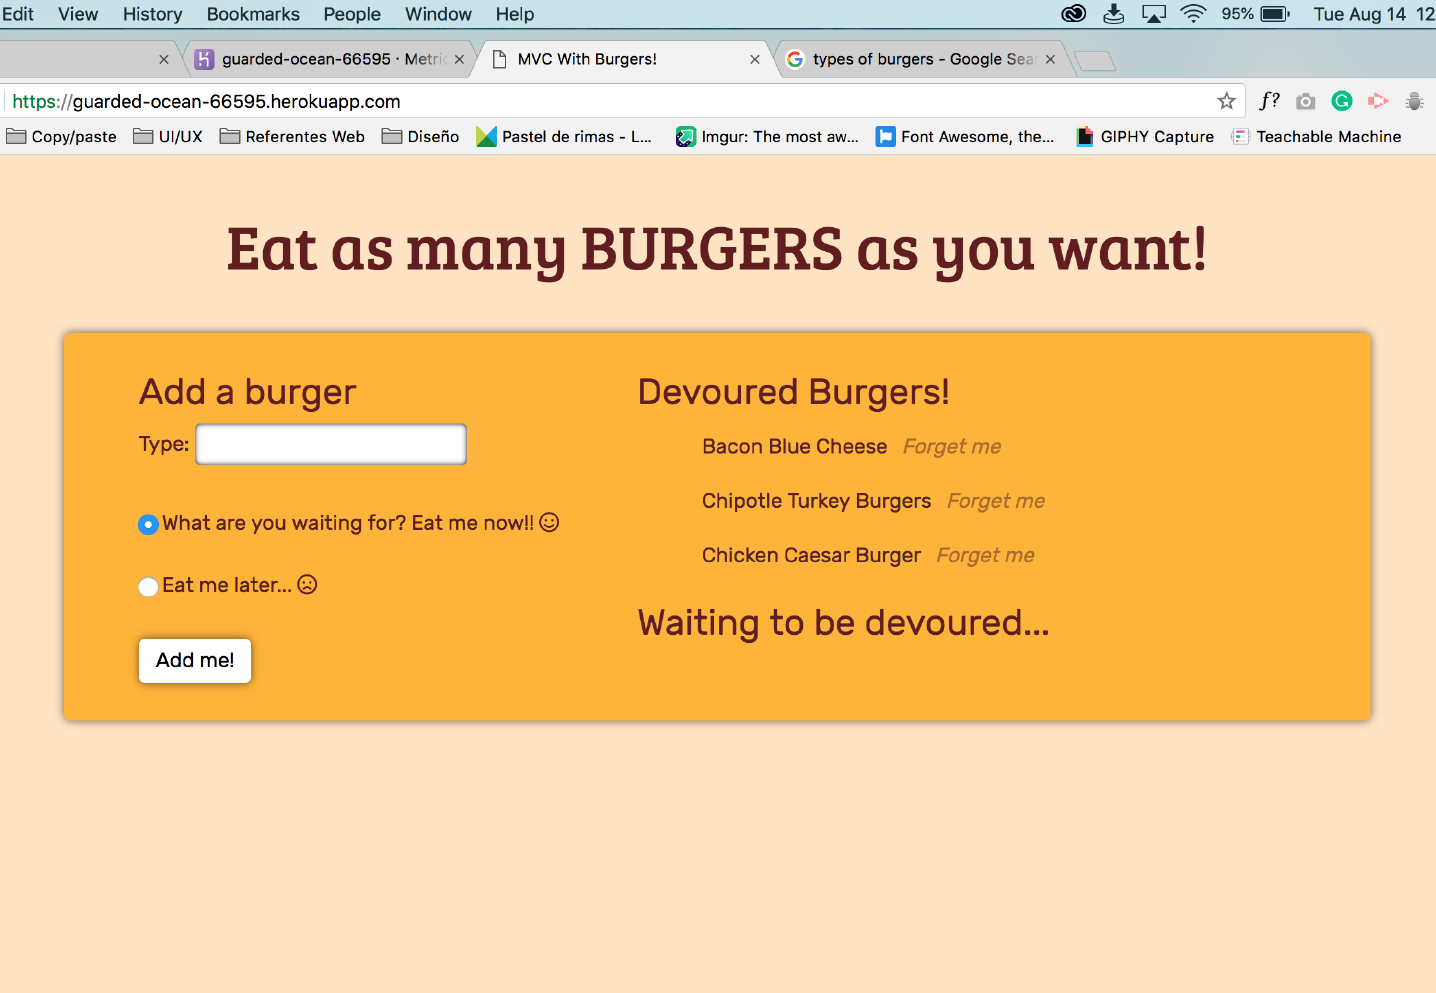 Edit View History Bookmarks People Window Help 95% Tue Aug 14 12
guarded-ocean-66595 · Metric MVC With Burgers! types of burgers - Google Sear
https://guarded-ocean-66595.herokuapp.com f?
Copy/paste UI/UX Referentes Web Diseño Pastel de rimas - L... Imgur: The most aw... Font Awesome, the... GIPHY Capture Teachable Machine
Eat as many BURGERS as you want!
Add a burger
Type:
What are you waiting for? Eat me now!!
Eat me later...
Add me!
Devoured Burgers!
Bacon Blue Cheese Forget me
Chipotle Turkey Burgers Forget me
Chicken Caesar Burger Forget me
Waiting to be devoured...